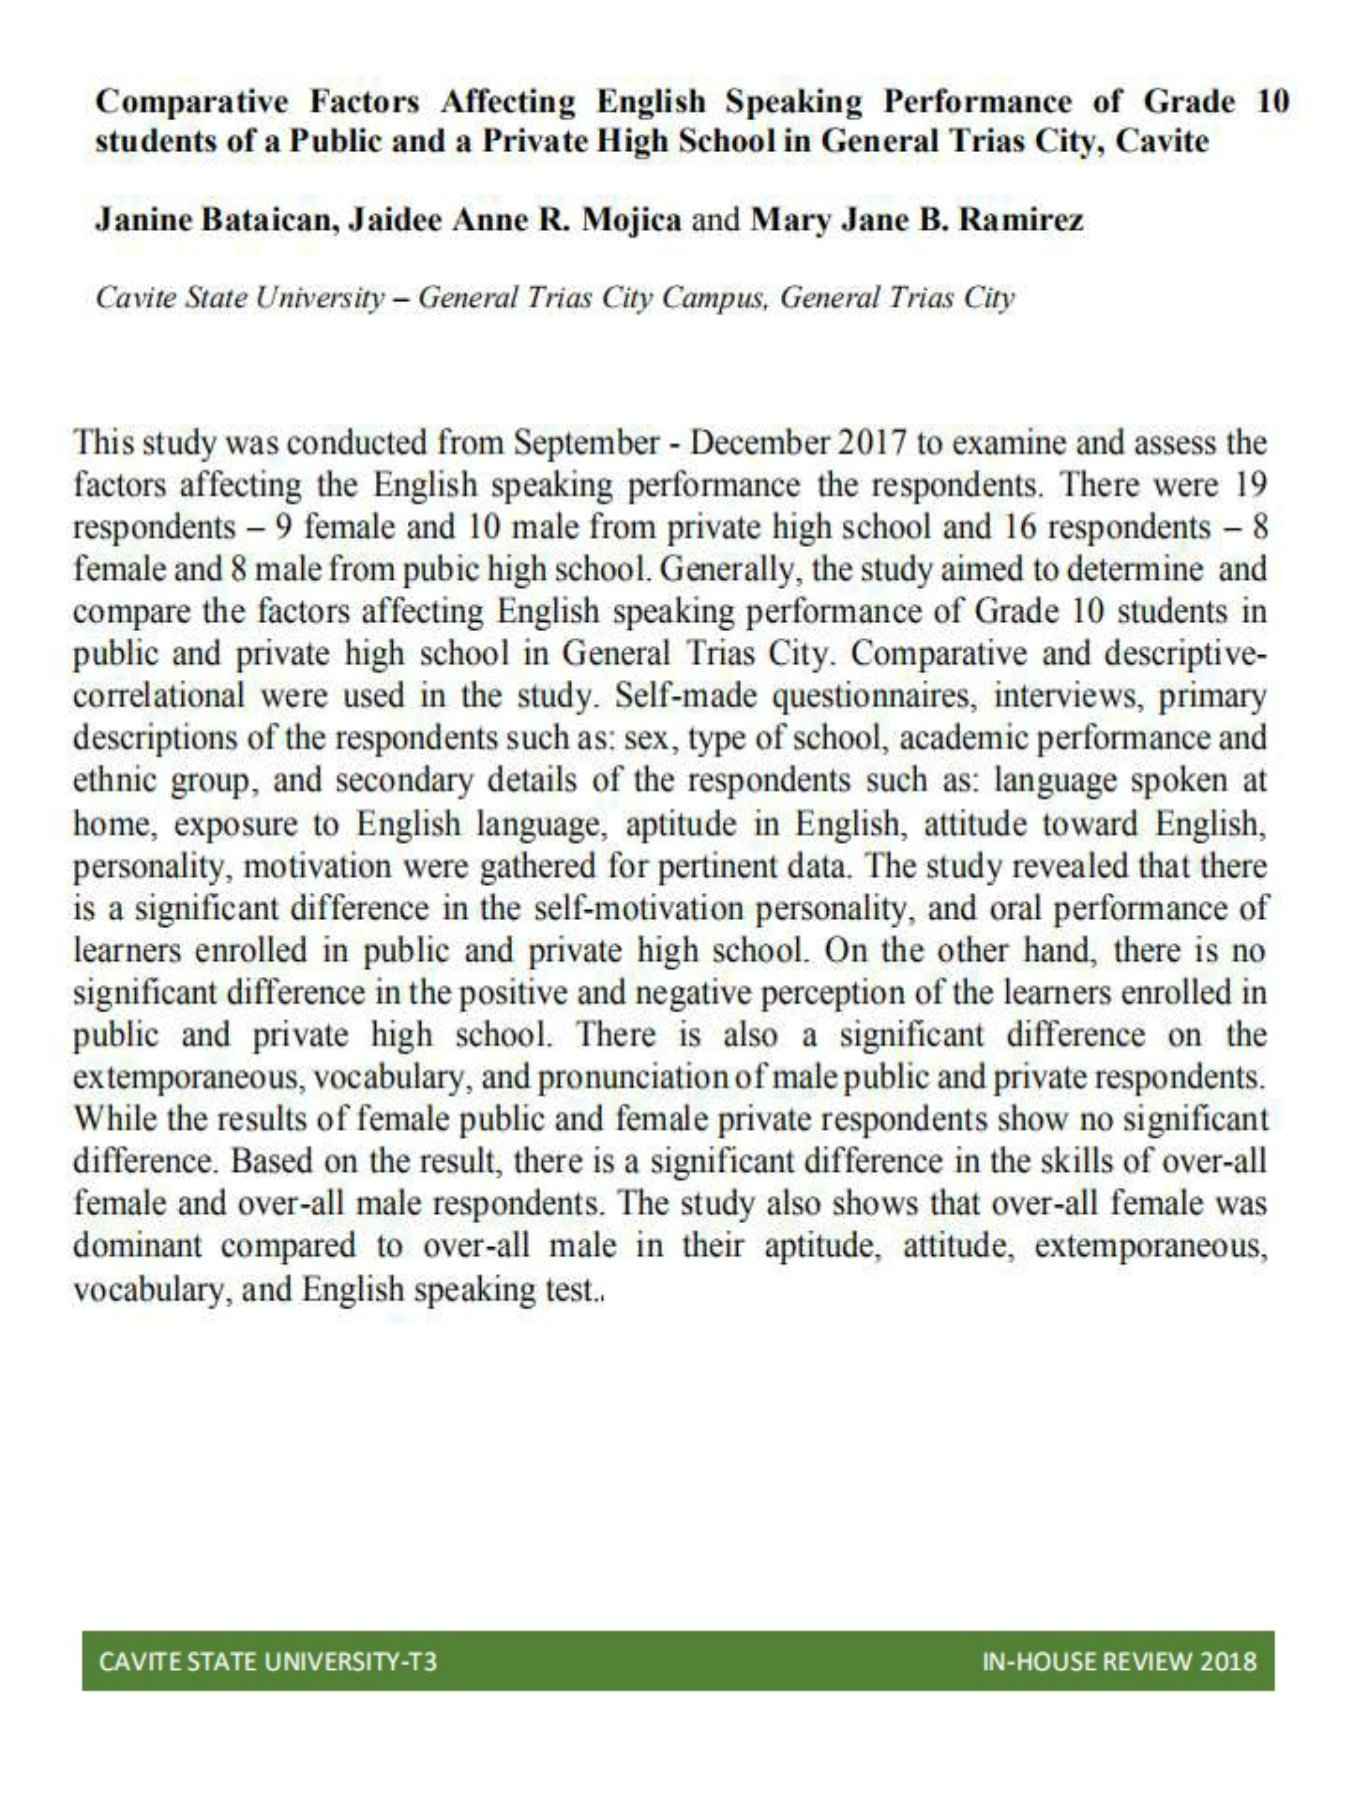 Comparative Factors Affecting English Speaking Performance of Grade 10
students of a Public and a Private High School in General Trias City, Cavite
Janine Bataican, Jaidee Anne R. Mojica and Mary Jane B. Ramirez
Cavite State University – General Trias City Campus, General Trias City
This study was conducted from September - December 2017 to examine and assess the
factors affecting the English speaking performance the respondents. There were 19
respondents – 9 female and 10 male from private high school and 16 respondents – 8
female and 8 male from pubic high school. Generally, the study aimed to determine and
compare the factors affecting English speaking performance of Grade 10 students in
public and private high school in General Trias City. Comparative and descriptive-
correlational were used in the study. Self-made questionnaires, interviews, primary
descriptions of the respondents such as: sex, type of school, academic performance and
ethnic group, and secondary details of the respondents such as: language spoken at
home, exposure to English language, aptitude in English, attitude toward English,
personality, motivation were gathered for pertinent data. The study revealed that there
is a significant difference in the self-motivation personality, and oral performance of
learners enrolled in public and private high school. On the other hand, there is no
significant difference in the positive and negative perception of the learners enrolled in
public and private high school. There is also a significant difference on the
extemporaneous, vocabulary, and pronunciation of male public and private respondents.
While the results of female public and female private respondents show no significant
difference. Based on the result, there is a significant difference in the skills of over-all
female and over-all male respondents. The study also shows that over-all female was
dominant compared to over-all male in their aptitude, attitude, extemporaneous,
vocabulary, and English speaking test..
CAVITE STATE UNIVERSITY-T3 IN-HOUSE REVIEW 2018